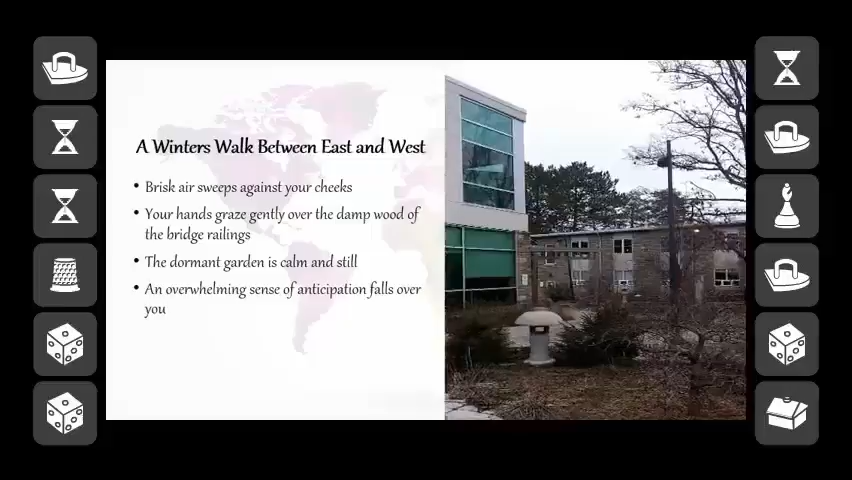 A Winters Walk Between East and West
• Brisk air sweeps against your cheeks
• Your hands graze gently over the damp wood of
the bridge railings
• The dormant garden is calm and still
• An overwhelming sense of anticipation falls over
you